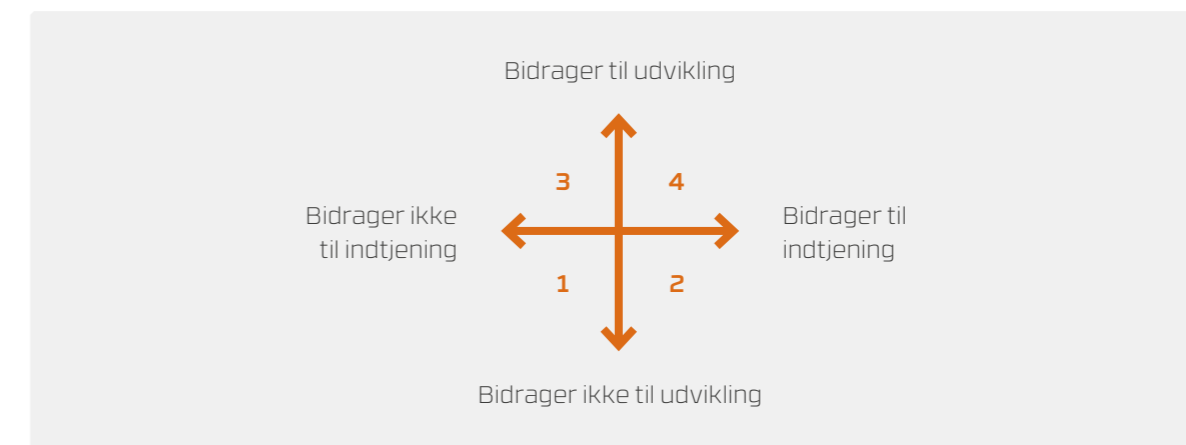 Bidrager til udvikling
3
4
Bidrager ikke
til indtjening
Bidrager til
indtjening
1
2
Bidrager ikke til udvikling